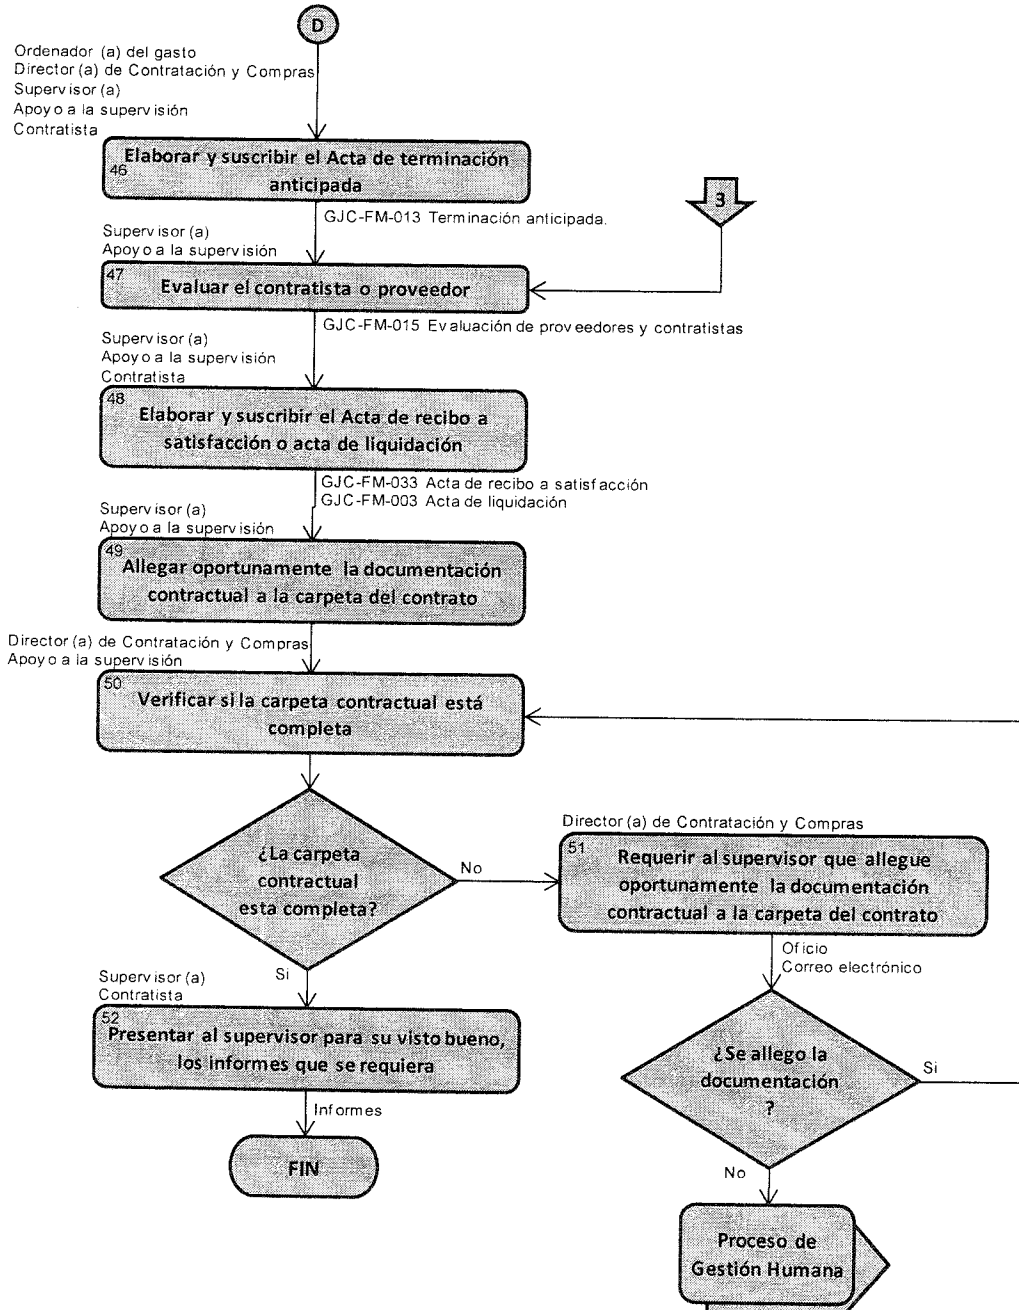 D
Ordenador (a) del gasto
Director (a) de Contratación y Compras
Supervisor (a)
Apoyo a la supervisión
Contratista
46
Elaborar y suscribir el Acta de terminación
anticipada
3
GJC-FM-013 Terminación anticipada.
Supervisor (a)
Apoyo a la supervisión
47
Evaluar el contratista o proveedor
GJC-FM-015 Evaluación de proveedores y contratistas
Supervisor (a)
Apoyo a la supervisión
Contratista
48
Elaborar y suscribir el Acta de recibo a
satisfacción o acta de liquidación
GJC-FM-033 Acta de recibo a satisfacción
GJC-FM-003 Acta de liquidación
Supervisor (a)
Apoyo a la supervisión
49
Allegar oportunamente la documentación
contractual a la carpeta del contrato
Director (a) de Contratación y Compras
Apoyo a la supervisión
50
Verificar si la carpeta contractual está
completa
¿La carpeta
contractual
esta completa?
No
Director (a) de Contratación y Compras
51
Requerir al supervisor que allegue
oportunamente la documentación
contractual a la carpeta del contrato
Oficio
Correo electrónico
Si
Supervisor (a)
Contratista
52
Presentar al supervisor para su visto bueno,
los informes que se requiera
Informes
FIN
¿Se allego la
documentación
?
Si
No
Proceso de
Gestión Humana